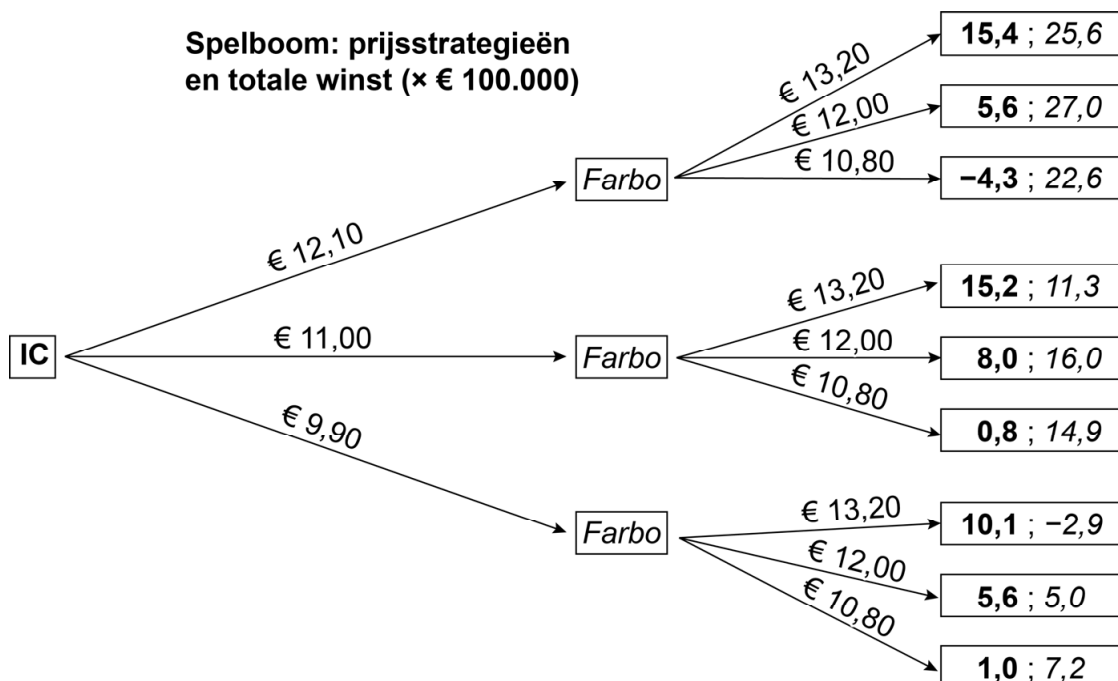 Spelboom: prijsstrategieën
en totale winst (× € 100.000)
IC
€ 12,10
Farbo
€ 13,20
15,4 ; 25,6
€ 12,00
5,6 ; 27,0
€ 10,80
−4,3 ; 22,6
€ 11,00
Farbo
€ 13,20
15,2 ; 11,3
€ 12,00
8,0 ; 16,0
€ 10,80
0,8 ; 14,9
€ 9,90
Farbo
€ 13,20
10,1 ; −2,9
€ 12,00
5,6 ; 5,0
€ 10,80
1,0 ; 7,2